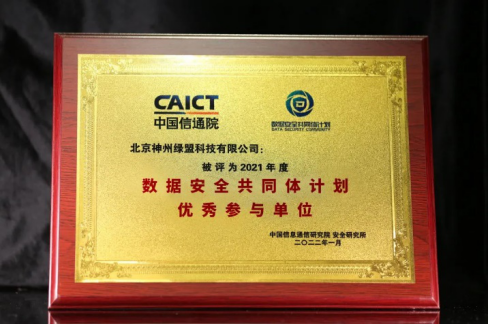 CAICT
中国信通院
数据安全共同体计划
DATA SECURITY COMMUNITY
北京神州绿盟科技有限公司：
被评为2021年度
数据安全共同体计划
优秀参与单位
中国信息通信研究院 安全研究所
二〇二二年一月